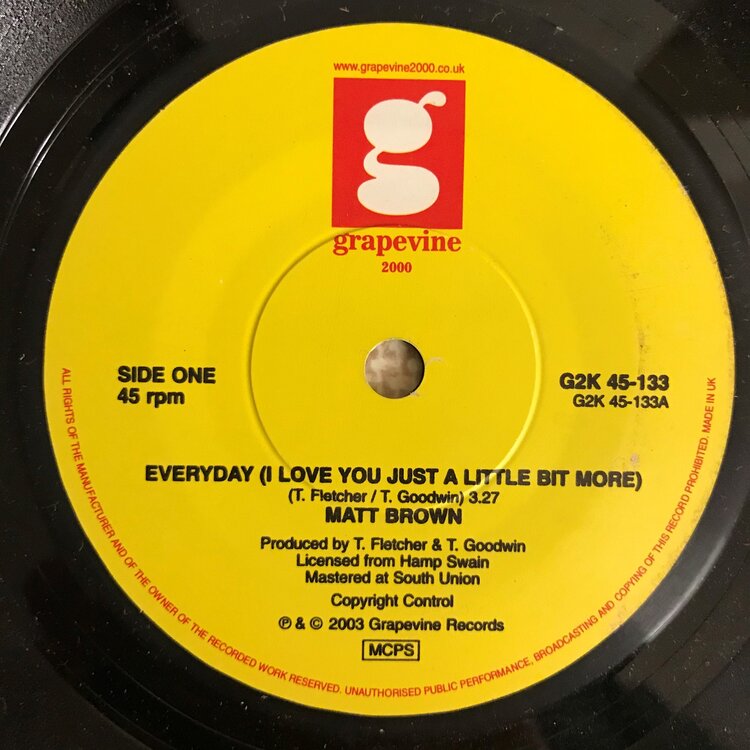 www.grapevine2000.co.uk
g
grapevine
2000
SIDE ONE
45 rpm
G2K 45-133
G2K 45-133A
EVERYDAY (I LOVE YOU JUST A LITTLE BIT MORE)
(T. Fletcher / T. Goodwin) 3.27
MATT BROWN
Produced by T. Fletcher & T. Goodwin
Licensed from Hamp Swain
Mastered at South Union
Copyright Control
℗ & © 2003 Grapevine Records
MCPS
ALL RIGHTS OF THE MANUFACTURER AND OF THE OWNER OF THE RECORDED WORK RESERVED. UNAUTHORISED PUBLIC PERFORMANCE, BROADCASTING AND COPYING OF THIS RECORD PROHIBITED. MADE IN UK